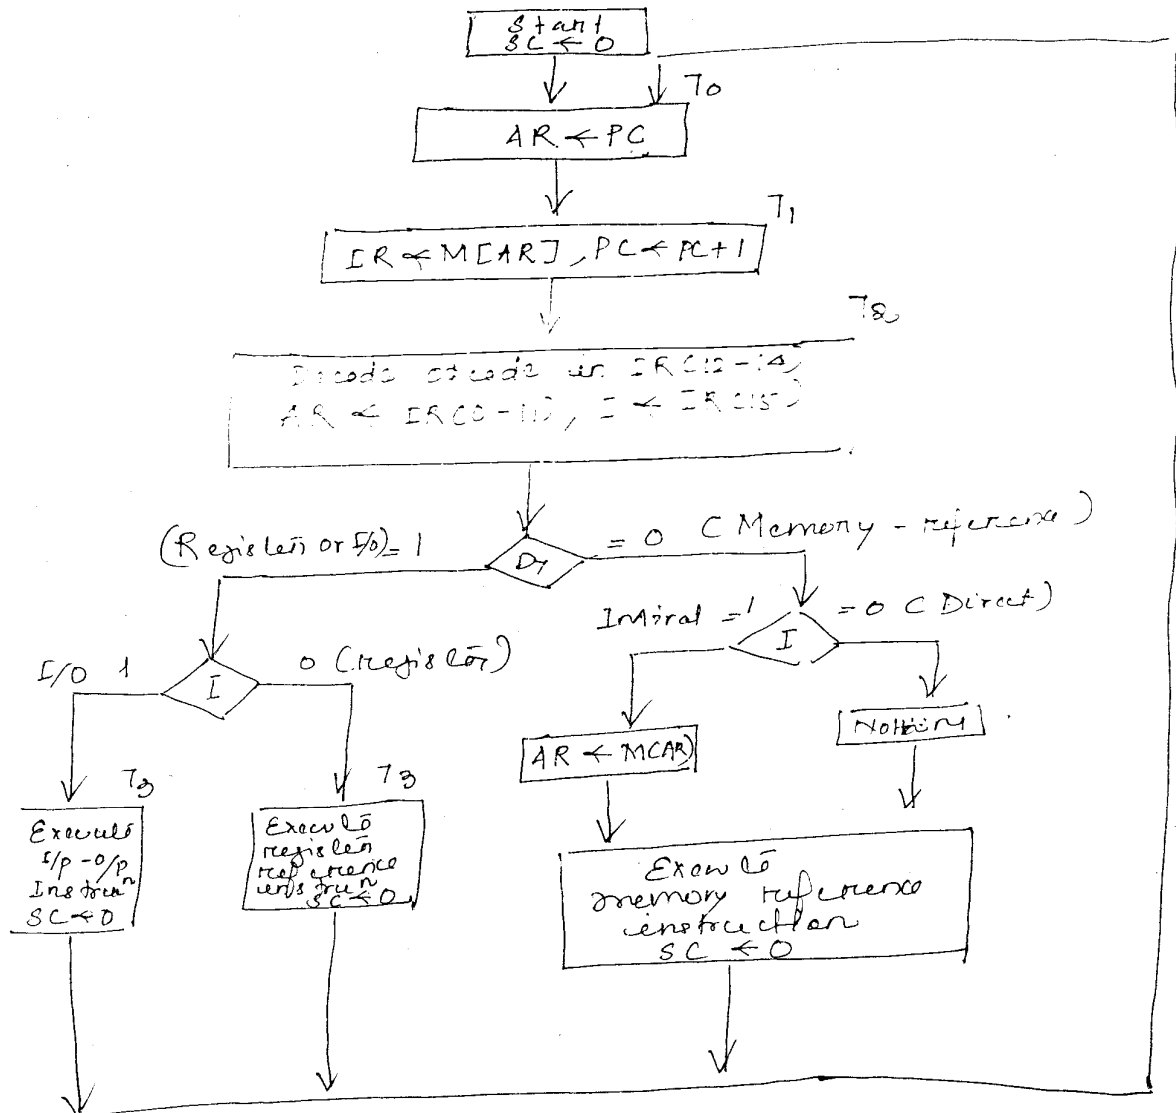 Start
SC ← 0
T0
AR ← PC
T1
IR ← M[AR], PC ← PC+1
T2
Decode opcode in IR(12-14)
AR ← IR(0-11), I ← IR(15)
(Register or I/O) = 1
D7
= 0 (Memory - reference)
Indirect = 1
I
= 0 (Direct)
I/O 1
I
0 (register)
AR ← M(AR)
Nothing
T3
T3
Execute
I/p - O/p
Instruⁿ
SC ← 0
Execute
register
reference
instruⁿ
SC ← 0
Execute
memory reference
instruction
SC ← 0